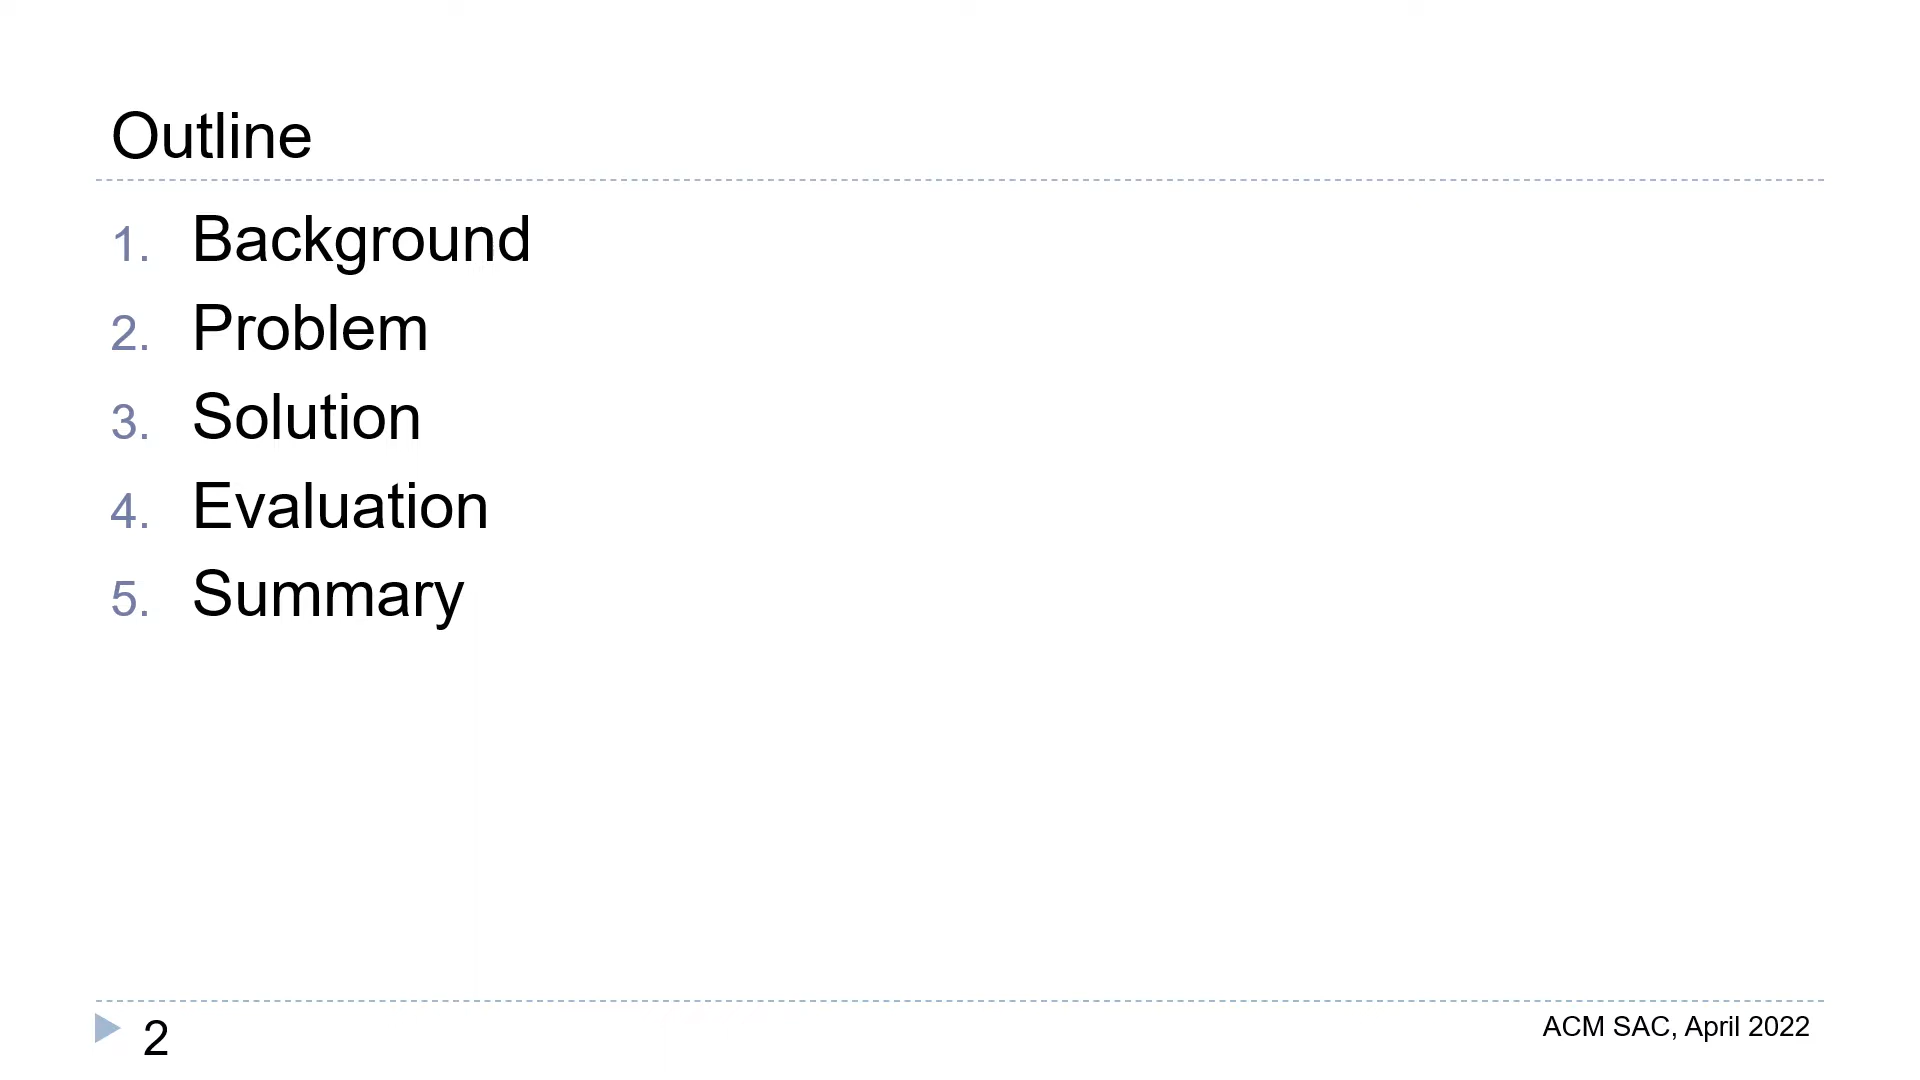 Outline
1. Background
2. Problem
3. Solution
4. Evaluation
5. Summary
2
ACM SAC, April 2022